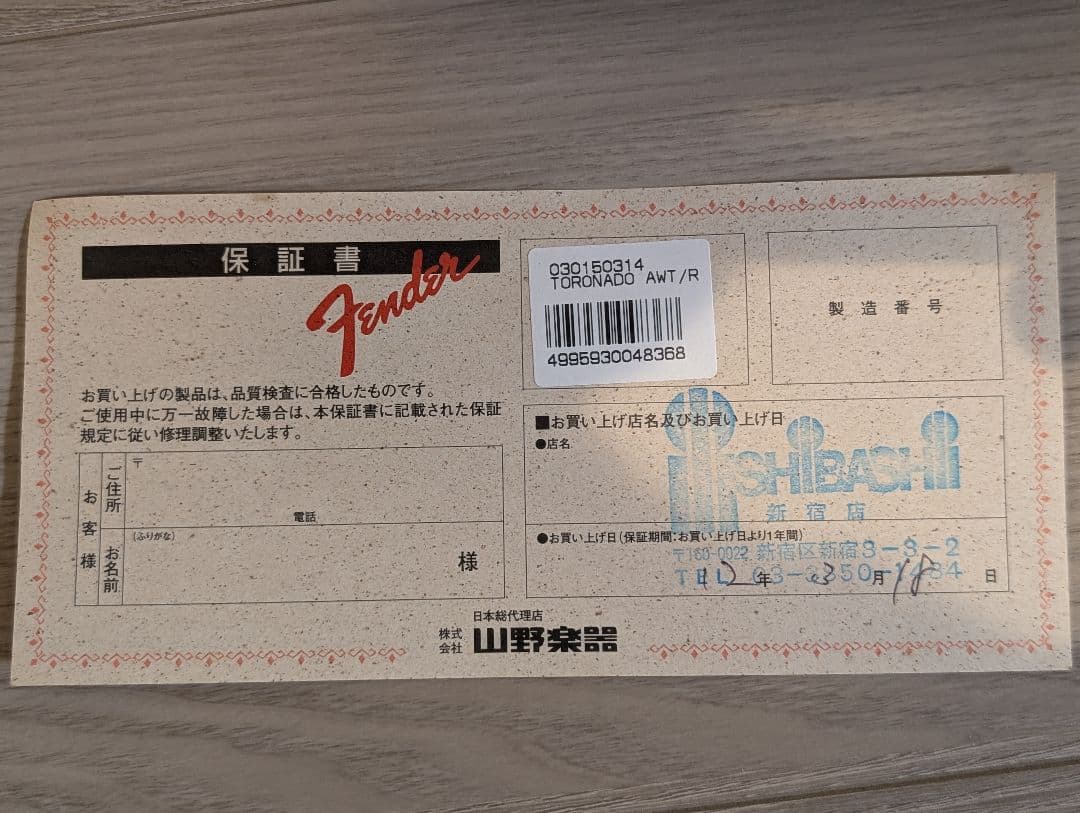 保証書
Fender
お買い上げの製品は、品質検査に合格したものです。
ご使用中に万一故障した場合は、本保証書に記載された保証
規定に従い修理調整いたします。
お客様
ご住所
〒
電話
お名前
(ふりがな)
様
030150314
TORONADO AWT/R
4995930048368
製造番号
■お買い上げ店名及びお買い上げ日
●店名
ISHIBASHI
新宿店
●お買い上げ日(保証期間:お買い上げ日より1年間)
〒160-0022 新宿区新宿3-3-2
TEL 03-3350-1484
12年 3月18日
日本総代理店
株式会社 山野楽器